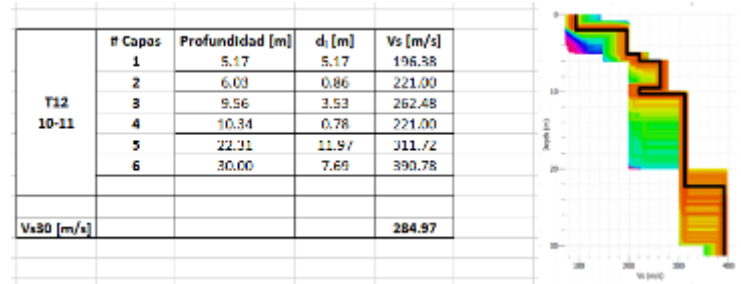 # Capas Profundidad [m] dᵢ [m] Vs [m/s]
1 5.17 5.17 196.38
2 6.03 0.86 221.00
T12 3 9.56 3.53 262.48
10-11 4 10.34 0.78 221.00
5 22.31 11.97 311.72
6 30.00 7.69 390.78
Vs30 [m/s] 284.97
0
10
Depth (m)
20
30
100 200 300 400
Vs (m/s)